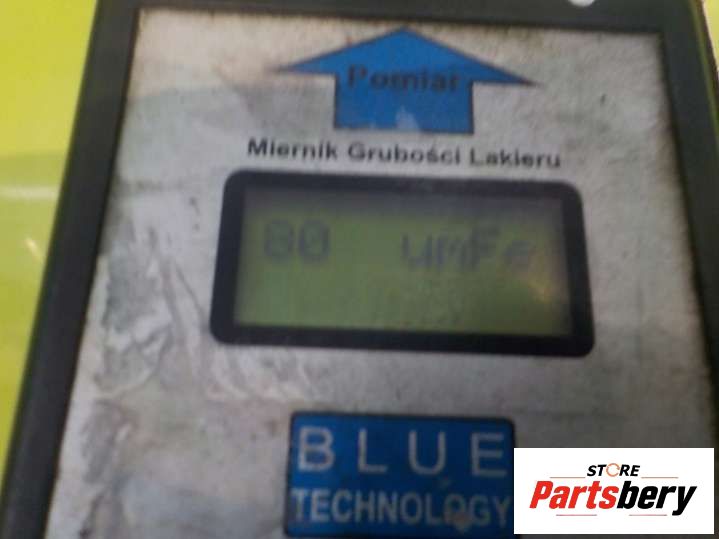 Pomiar
Miernik Grubości Lakieru
80 umFe
BLUE
TECHNOLOGY
STORE
Partsbery